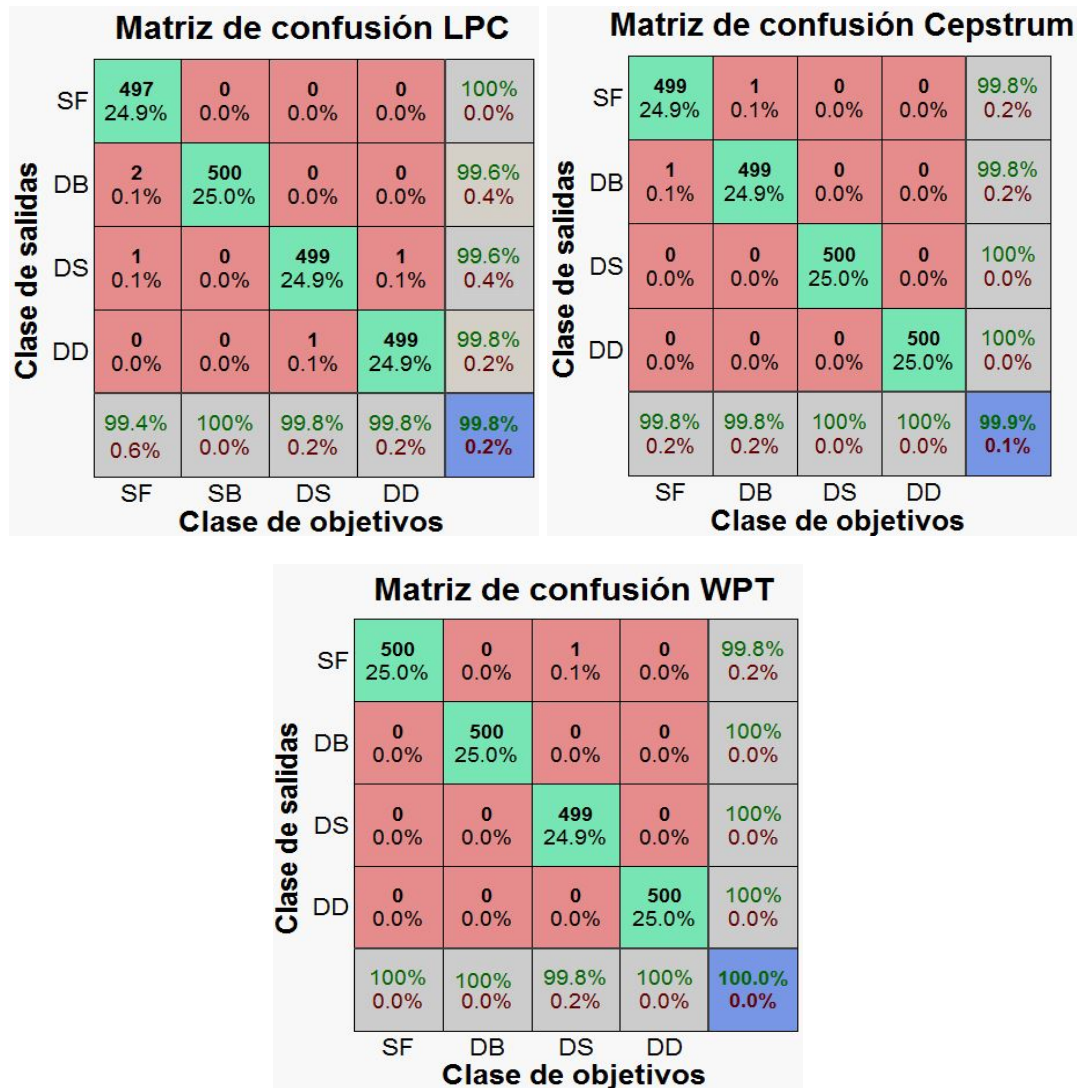 Matriz de confusión LPC
SF 497 0 0 0 100%
24.9% 0.0% 0.0% 0.0% 0.0%
DB 2 500 0 0 99.6%
0.1% 25.0% 0.0% 0.0% 0.4%
DS 1 0 499 1 99.6%
0.1% 0.0% 24.9% 0.1% 0.4%
DD 0 0 1 499 99.8%
0.0% 0.0% 0.1% 24.9% 0.2%
99.4% 100% 99.8% 99.8% 99.8%
0.6% 0.0% 0.2% 0.2% 0.2%
SF SB DS DD
Clase de salidas
Clase de objetivos
Matriz de confusión Cepstrum
SF 499 1 0 0 99.8%
24.9% 0.1% 0.0% 0.0% 0.2%
DB 1 499 0 0 99.8%
0.1% 24.9% 0.0% 0.0% 0.2%
DS 0 0 500 0 100%
0.0% 0.0% 25.0% 0.0% 0.0%
DD 0 0 0 500 100%
0.0% 0.0% 0.0% 25.0% 0.0%
99.8% 99.8% 100% 100% 99.9%
0.2% 0.2% 0.0% 0.0% 0.1%
SF DB DS DD
Clase de salidas
Clase de objetivos
Matriz de confusión WPT
SF 500 0 1 0 99.8%
25.0% 0.0% 0.1% 0.0% 0.2%
DB 0 500 0 0 100%
0.0% 25.0% 0.0% 0.0% 0.0%
DS 0 0 499 0 100%
0.0% 0.0% 24.9% 0.0% 0.0%
DD 0 0 0 500 100%
0.0% 0.0% 0.0% 25.0% 0.0%
100% 100% 99.8% 100% 100.0%
0.0% 0.0% 0.2% 0.0% 0.0%
SF DB DS DD
Clase de salidas
Clase de objetivos